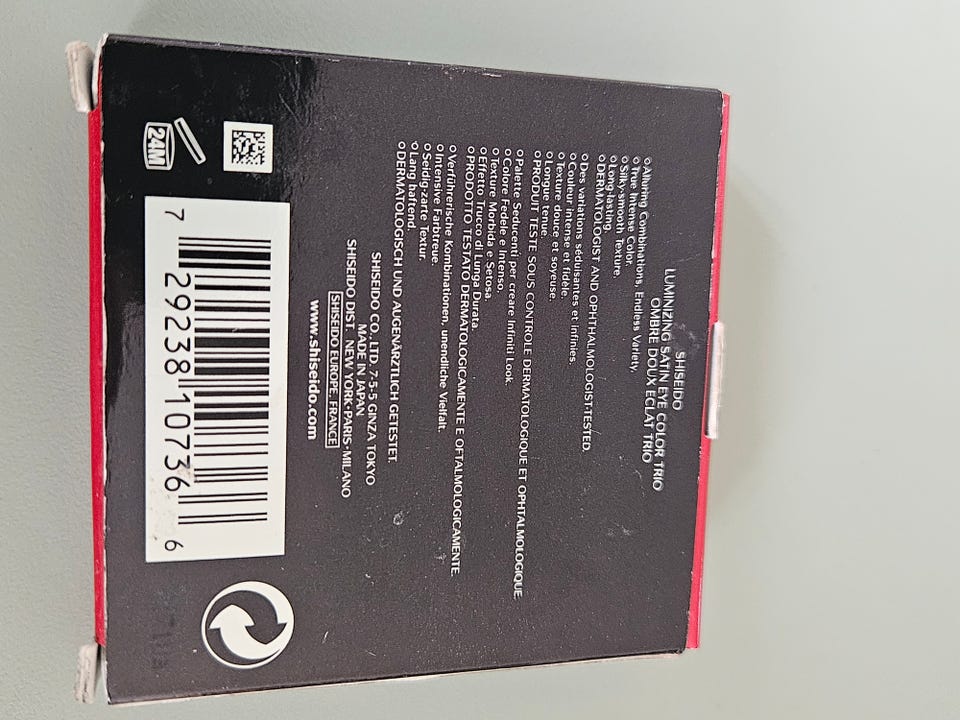 SHISEIDO
LUMINIZING SATIN EYE COLOR TRIO
OMBRE DOUX ECLAT TRIO
Alluring Combinations, Endless Variety.
True Intense Color.
Silky-smooth Texture.
Long-lasting.
DERMATOLOGIST AND OPHTHALMOLOGIST-TESTED.
Des variations séduisantes et infinies.
Couleur intense et fidèle.
Texture douce et soyeuse.
Longue tenue.
PRODUIT TESTE SOUS CONTROLE DERMATOLOGIQUE ET OPHTALMOLOGIQUE.
Palette Seducenti per creare Infiniti Look.
Colore Fedele e Intenso.
Texture Morbida e Setosa.
Effetto Trucco di Lunga Durata.
PRODOTTO TESTATO DERMATOLOGICAMENTE E OFTALMOLOGICAMENTE.
Verführerische Kombinationen, unendliche Vielfalt.
Intensive Farbtreue.
Seidig-zarte Textur.
Lang haftend.
DERMATOLOGISCH UND AUGENÄRZTLICH GETESTET.
SHISEIDO CO., LTD. 7-5-5 GINZA TOKYO
MADE IN JAPAN
SHISEIDO DIST. NEW YORK•PARIS•MILANO
SHISEIDO EUROPE, FRANCE
www.shiseido.com
24M
7 29238 10736 6